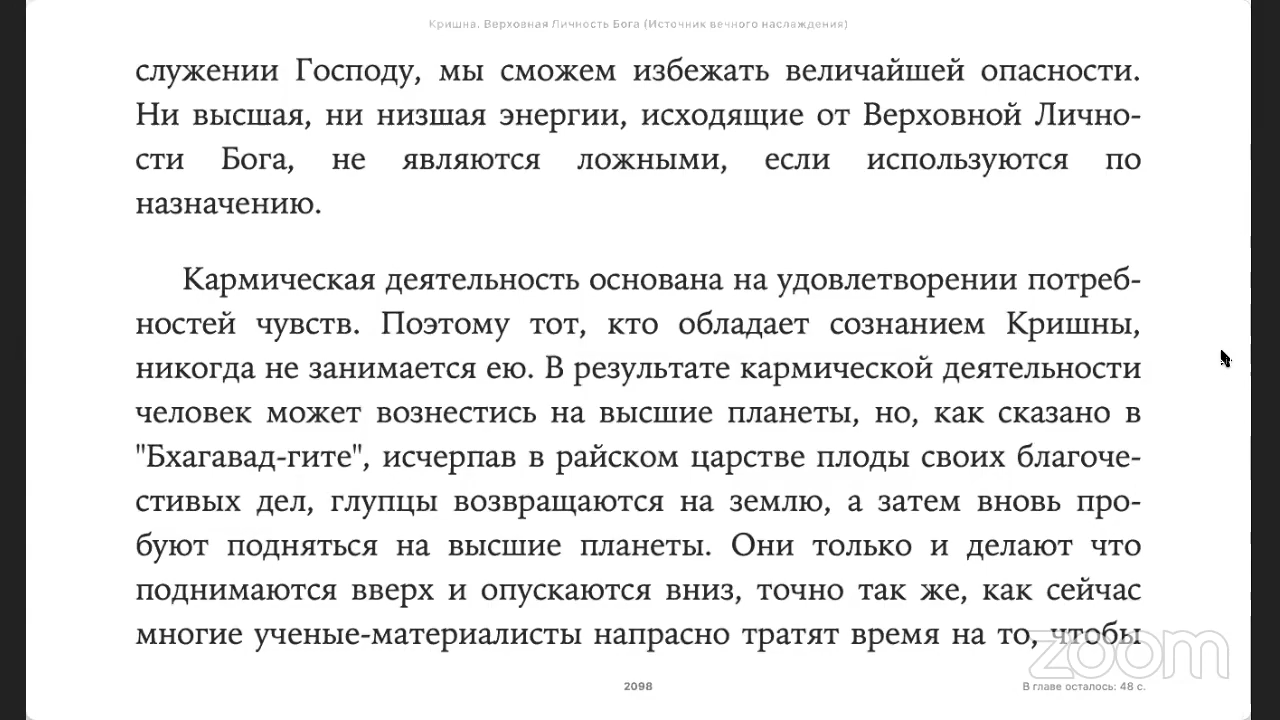 Кришна. Верховная Личность Бога (Источник вечного наслаждения)
служении Господу, мы сможем избежать величайшей опасности.
Ни высшая, ни низшая энергии, исходящие от Верховной Лично-
сти Бога, не являются ложными, если используются по
назначению.
Кармическая деятельность основана на удовлетворении потреб-
ностей чувств. Поэтому тот, кто обладает сознанием Кришны,
никогда не занимается ею. В результате кармической деятельности
человек может вознестись на высшие планеты, но, как сказано в
"Бхагавад-гите", исчерпав в райском царстве плоды своих благоче-
стивых дел, глупцы возвращаются на землю, а затем вновь про-
буют подняться на высшие планеты. Они только и делают что
поднимаются вверх и опускаются вниз, точно так же, как сейчас
многие ученые-материалисты напрасно тратят время на то, чтобы
zoom
2098
В главе осталось: 48 с.